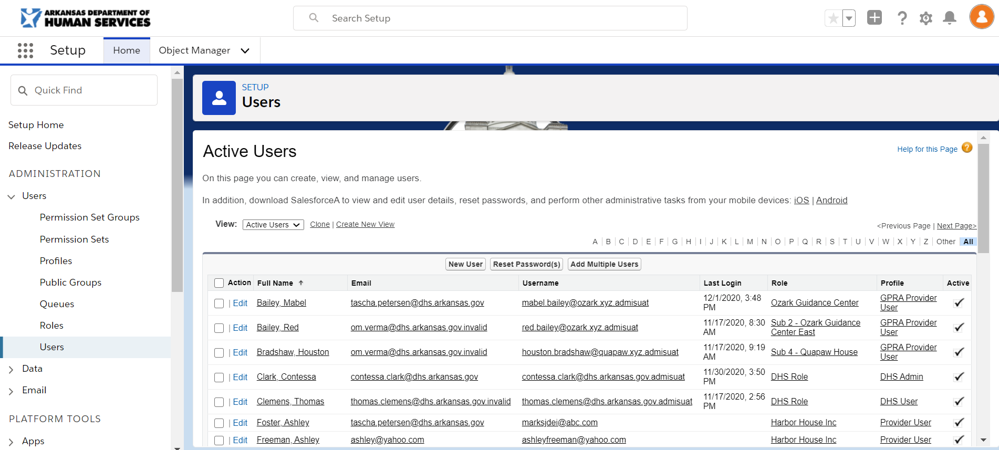 ARKANSAS DEPARTMENT OF
HUMAN SERVICES
Search Setup
Setup
Home
Object Manager
Quick Find
Setup Home
Release Updates
ADMINISTRATION
Users
Permission Set Groups
Permission Sets
Profiles
Public Groups
Queues
Roles
Users
Data
Email
PLATFORM TOOLS
Apps
SETUP
Users
Active Users
Help for this Page ?
On this page you can create, view, and manage users.
In addition, download SalesforceA to view and edit user details, reset passwords, and perform other administrative tasks from your mobile devices: iOS | Android
View: Active Users Clone | Create New View
<Previous Page | Next Page>
A | B | C | D | E | F | G | H | I | J | K | L | M | N | O | P | Q | R | S | T | U | V | W | X | Y | Z | Other All
New User Reset Password(s) Add Multiple Users
Action Full Name ↑ Email Username Last Login Role Profile Active
| Edit Bailey, Mabel tascha.petersen@dhs.arkansas.gov mabel.bailey@ozark.xyz.admisuat 12/1/2020, 3:48 PM Ozark Guidance Center GPRA Provider User
| Edit Bailey, Red om.verma@dhs.arkansas.gov.invalid red.bailey@ozark.xyz.admisuat 11/17/2020, 8:30 AM Sub 2 - Ozark Guidance Center East GPRA Provider User
| Edit Bradshaw, Houston om.verma@dhs.arkansas.gov.invalid houston.bradshaw@quapaw.xyz.admisuat 11/17/2020, 9:19 AM Sub 4 - Quapaw House GPRA Provider User
| Edit Clark, Contessa contessa.clark@dhs.arkansas.gov contessa.clark@dhs.arkansas.gov.admisuat 11/30/2020, 3:50 PM DHS Role DHS Admin
| Edit Clemens, Thomas thomas.clemens@dhs.arkansas.gov.invalid thomas.clemens@dhs.arkansas.gov.admisuat 11/17/2020, 2:56 PM DHS Role DHS User
| Edit Foster, Ashley tascha.petersen@dhs.arkansas.gov marksjdei@abc.com Harbor House Inc Provider User
| Edit Freeman, Ashley ashley@yahoo.com ashleyfreeman@yahoo.com Harbor House Inc Provider User